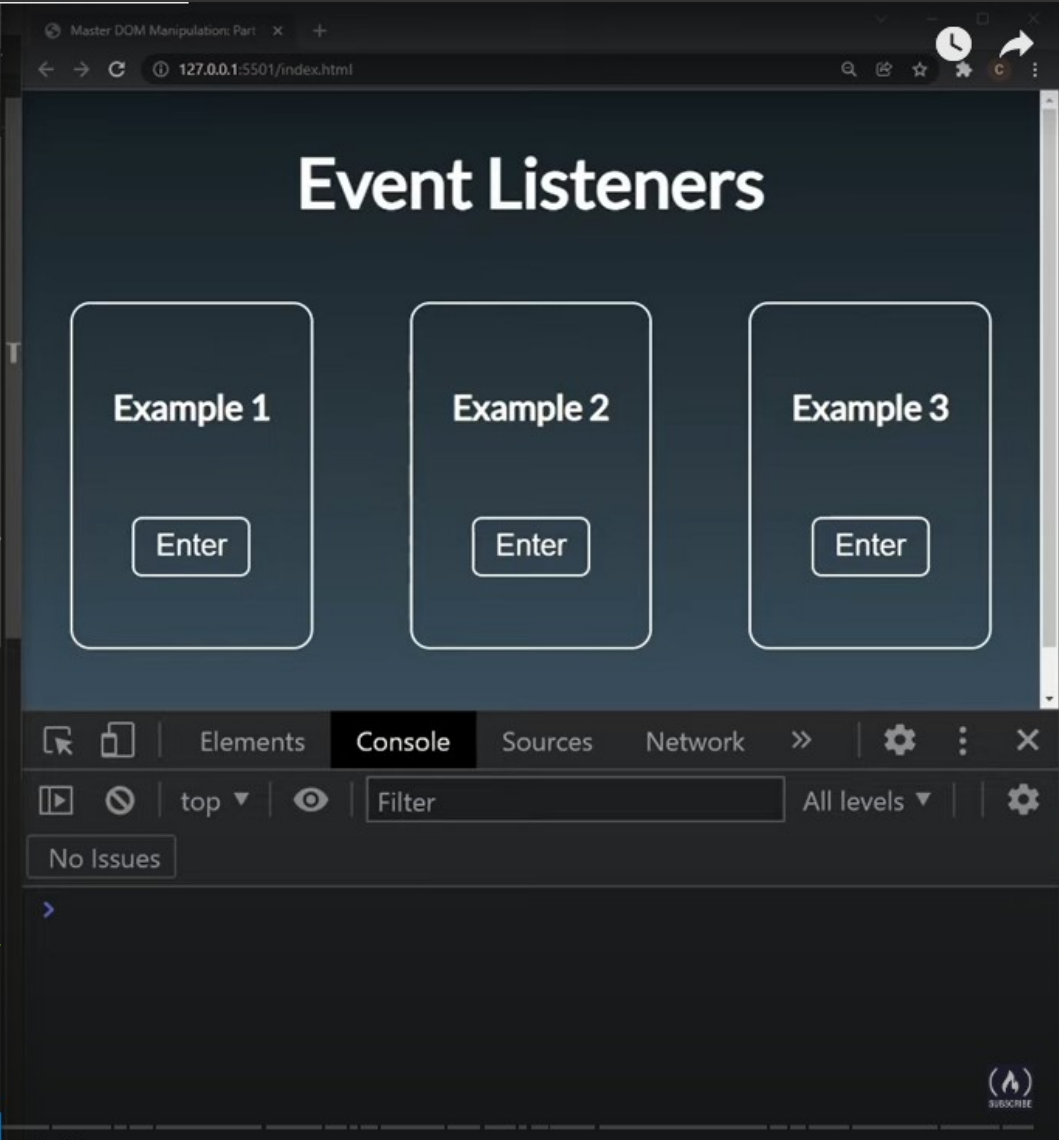 Master DOM Manipulation: Part
127.0.0.1:5501/index.html
C
Event Listeners
T
Example 1 Example 2 Example 3
Enter Enter Enter
Elements Console Sources Network
top Filter All levels
No Issues
SUBSCRIBE